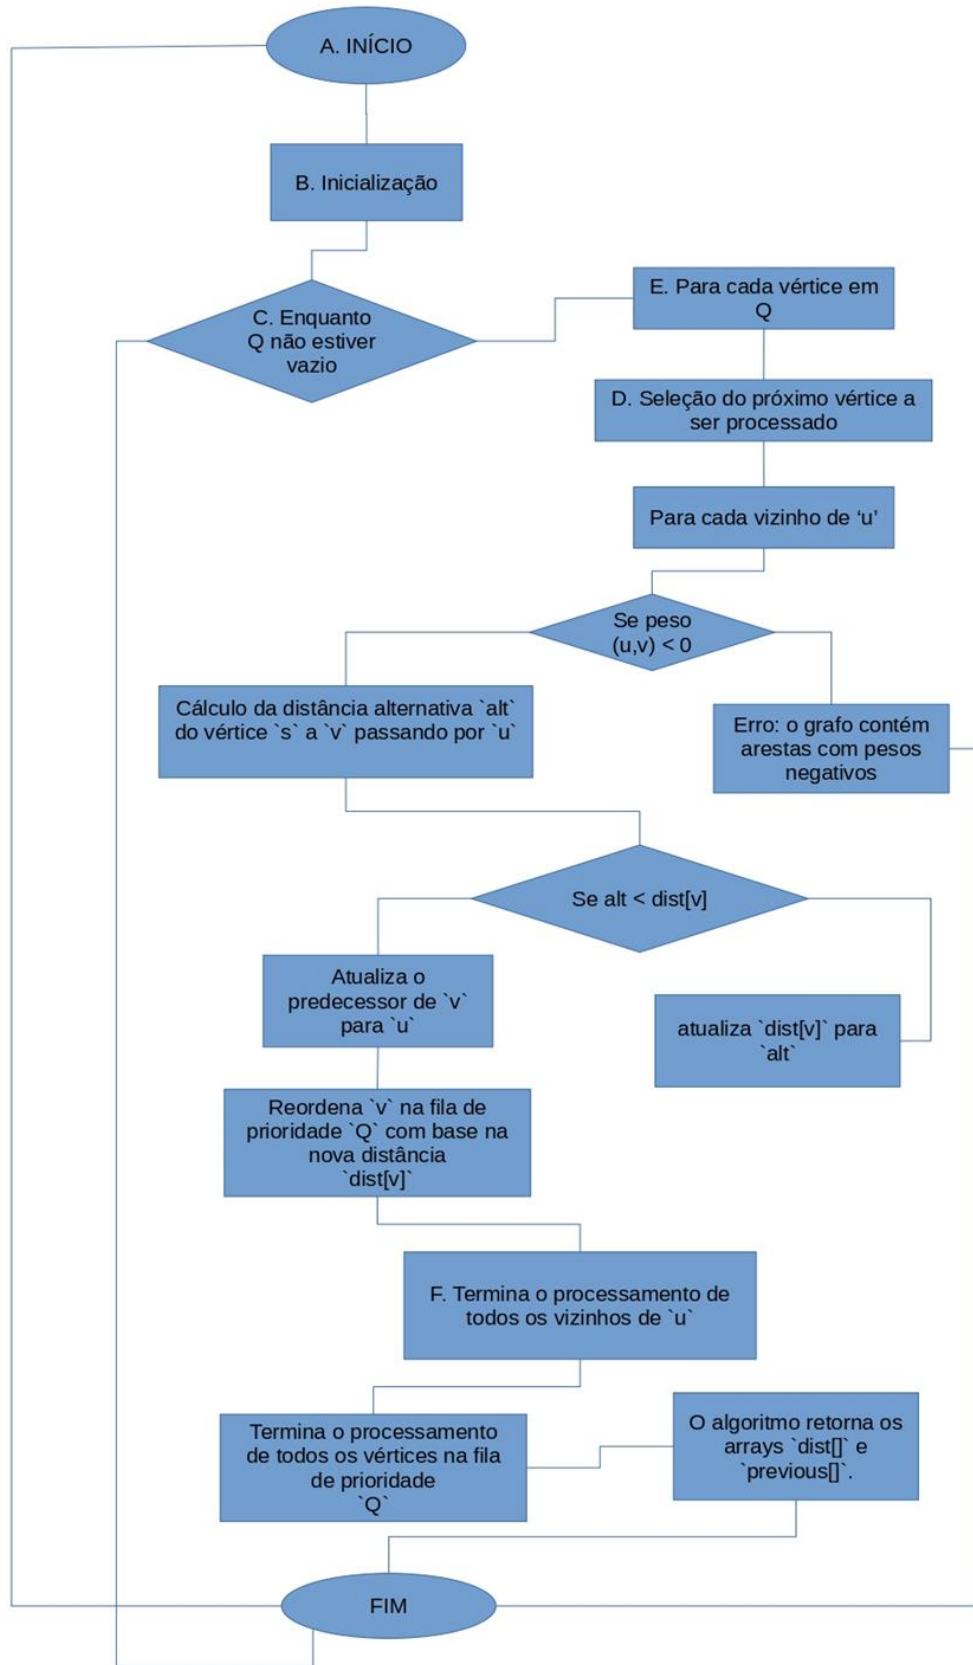 A. INÍCIO
B. Inicialização
C. Enquanto
Q não estiver
vazio
E. Para cada vértice em
Q
D. Seleção do próximo vértice a
ser processado
Para cada vizinho de ‘u’
Se peso
(u,v) < 0
Cálculo da distância alternativa `alt`
do vértice `s` a `v` passando por `u`
Erro: o grafo contém
arestas com pesos
negativos
Se alt < dist[v]
Atualiza o
predecessor de `v`
para `u`
atualiza `dist[v]` para
`alt`
Reordena `v` na fila de
prioridade `Q` com base na
nova distância
`dist[v]`
F. Termina o processamento de
todos os vizinhos de `u`
Termina o processamento
de todos os vértices na fila
de prioridade
`Q`
O algoritmo retorna os
arrays `dist[]` e
`previous[]`.
FIM